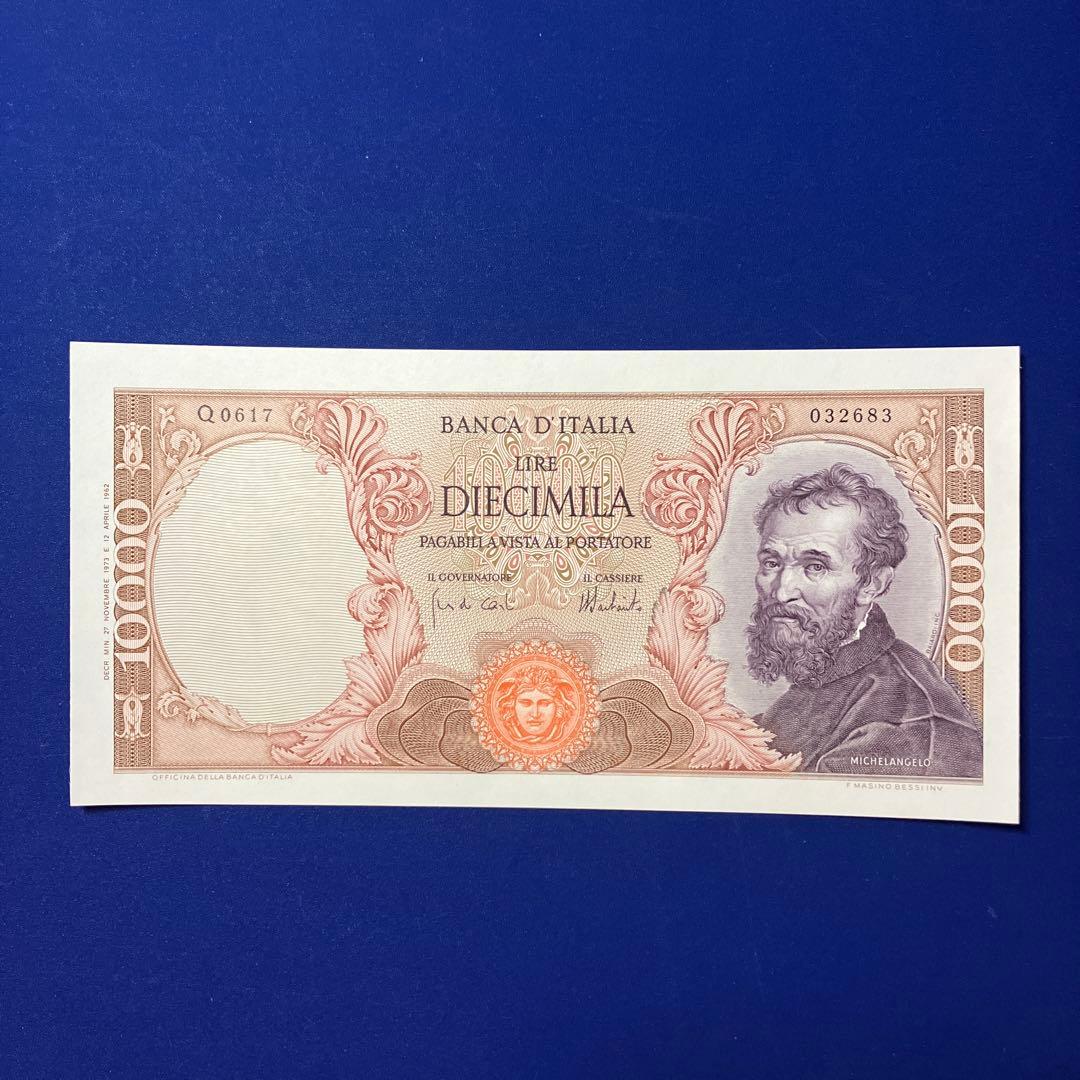 Q 0617
032683
BANCA D'ITALIA
LIRE
10000
DIECIMILA
PAGABILI A VISTA AL PORTATORE
IL GOVERNATORE
IL CASSIERE
10000
10000
DECR. MIN. 27 NOVEMBRE 1973 E 12 APRILE 1962
MICHELANGELO
OFFICINA DELLA BANCA D'ITALIA
F. MASINO BESSI INV.